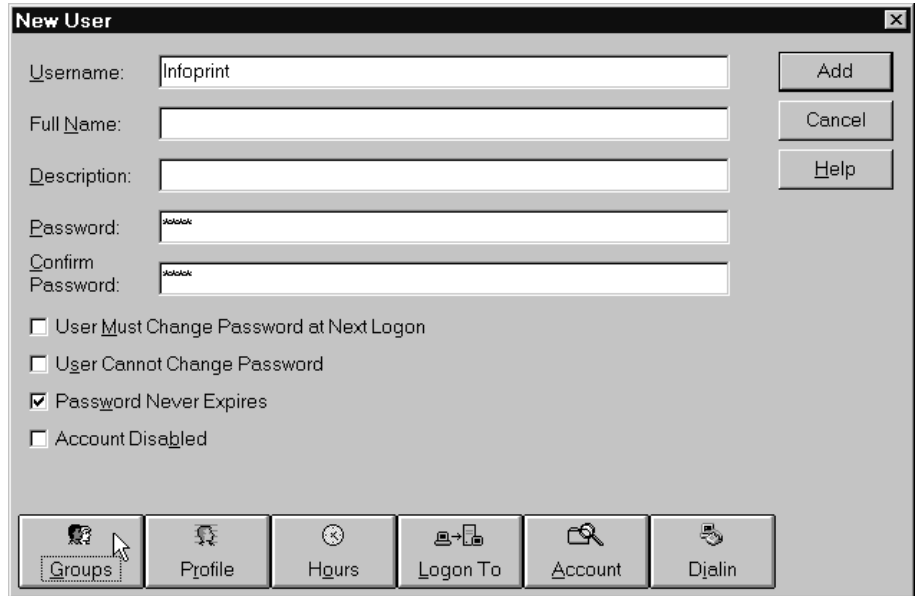 New User
Username: Infoprint
Add
Full Name:
Cancel
Description:
Help
Password: *****
Confirm
Password: *****
User Must Change Password at Next Logon
User Cannot Change Password
Password Never Expires
Account Disabled
Groups Profile Hours Logon To Account Dialin